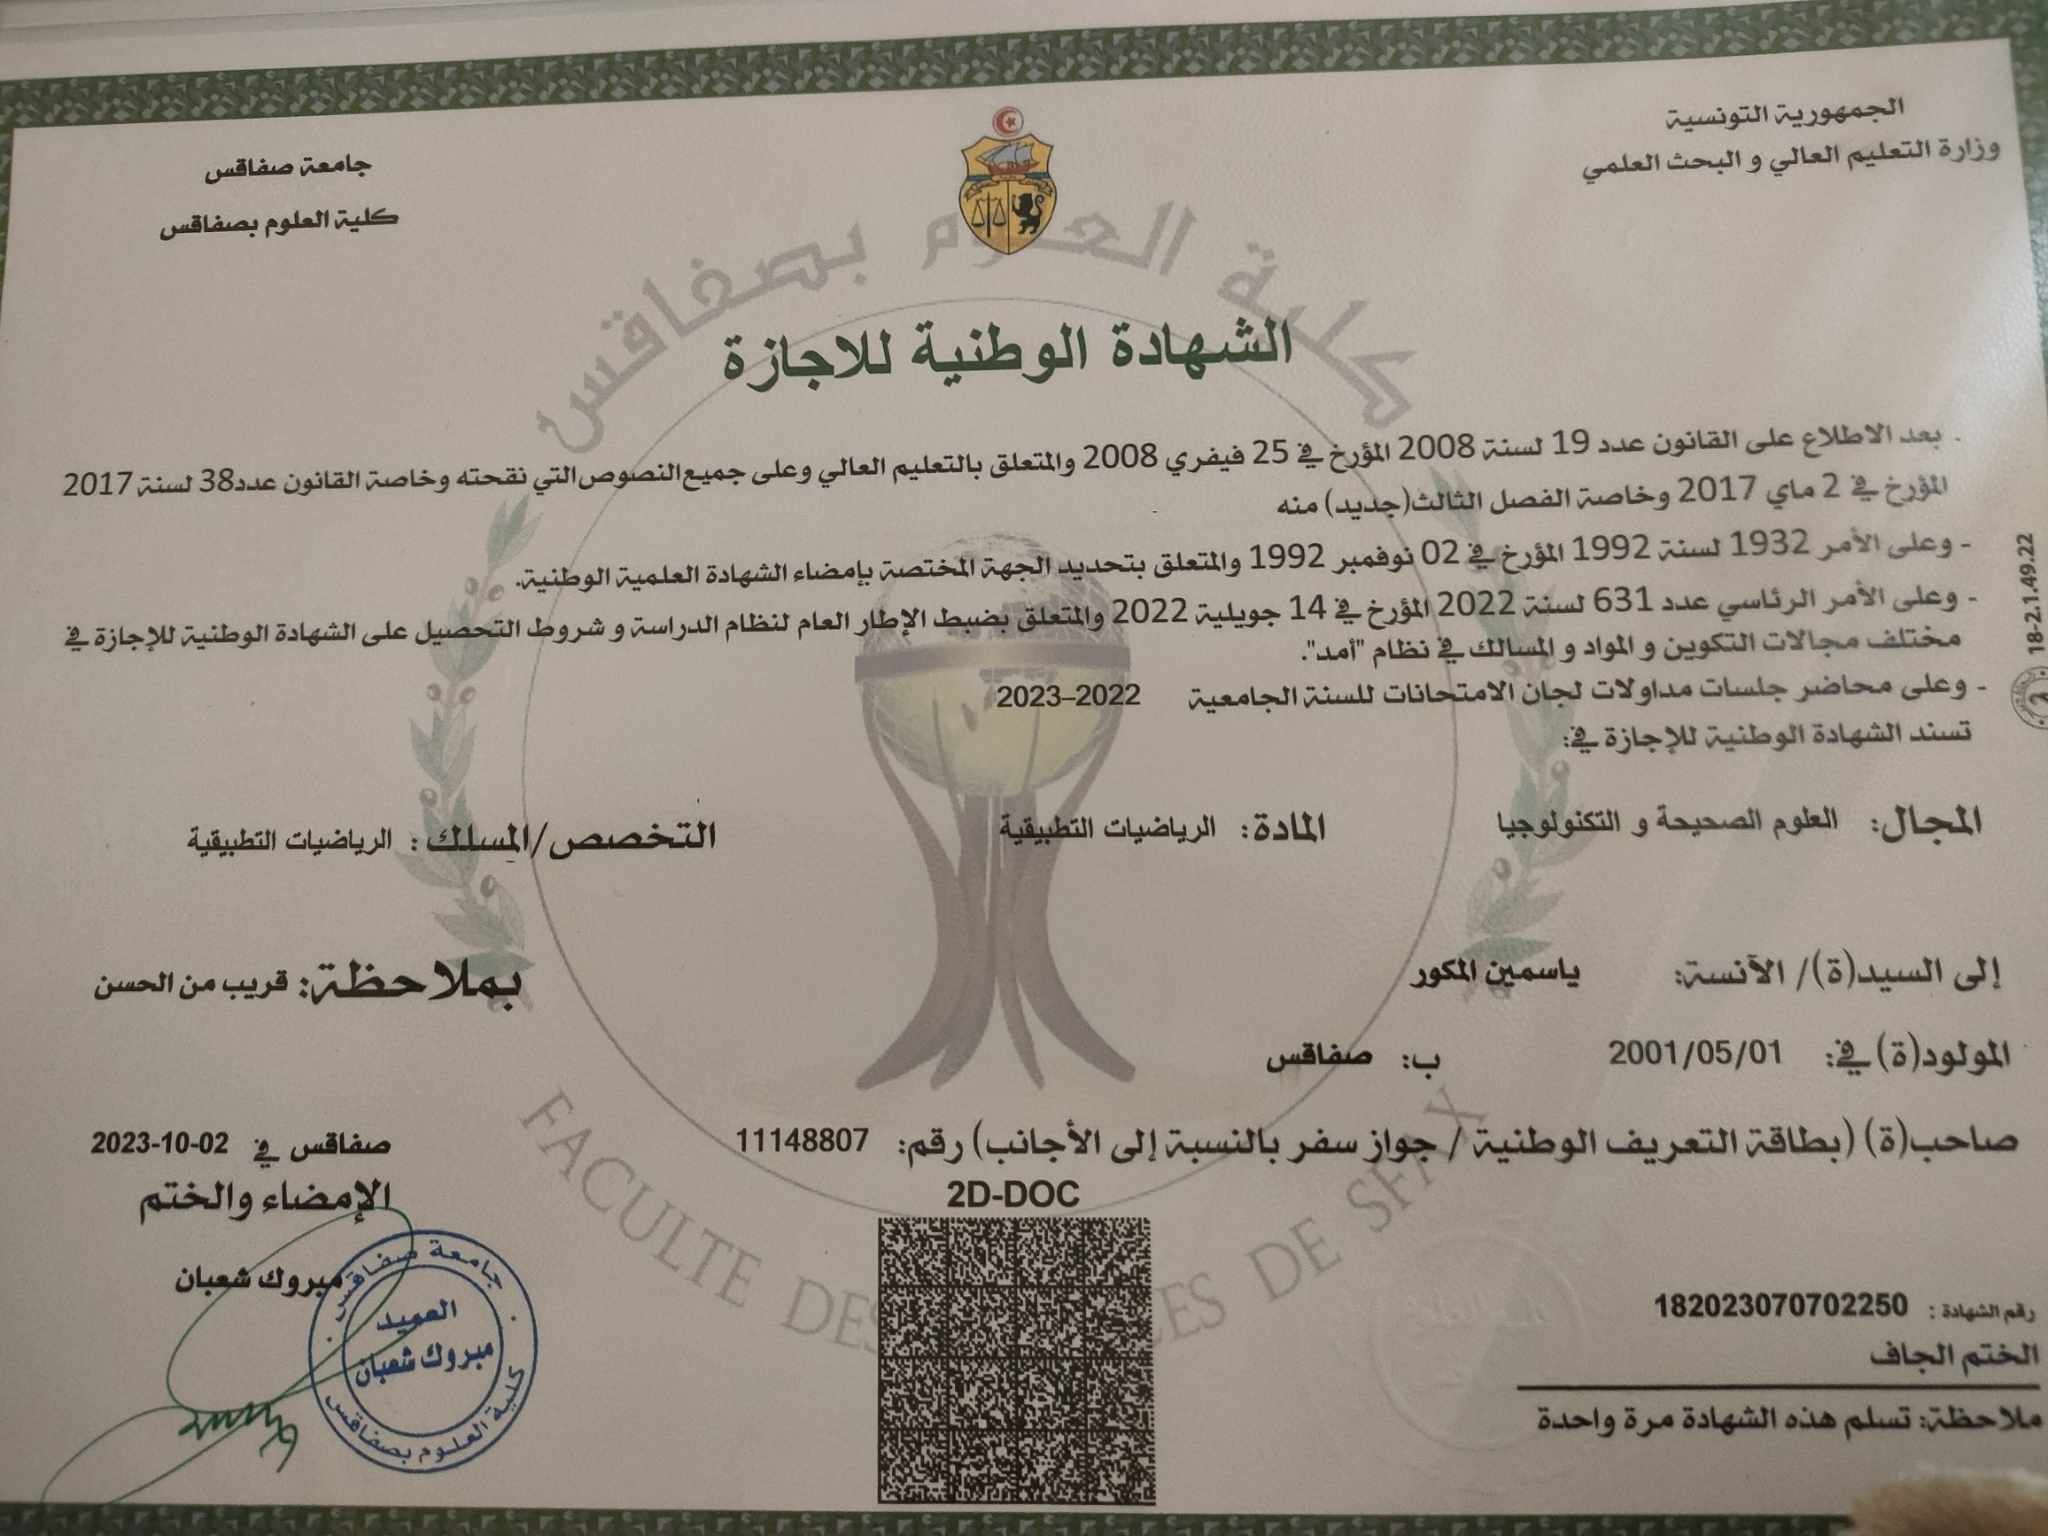 الجمهورية التونسية
وزارة التعليم العالي و البحث العلمي
جامعة صفاقس
كلية العلوم بصفاقس
كلية العلوم بصفاقس
الشهادة الوطنية للاجازة
- بعد الاطلاع على القانون عدد 19 لسنة 2008 المؤرخ في 25 فيفري 2008 والمتعلق بالتعليم العالي وعلى جميع النصوص التي نقحته وخاصة القانون عدد 38 لسنة 2017
المؤرخ في 2 ماي 2017 وخاصة الفصل الثالث (جديد) منه
- وعلى الأمر 1932 لسنة 1992 المؤرخ في 02 نوفمبر 1992 والمتعلق بتحديد الجهة المختصة بإمضاء الشهادة العلمية الوطنية.
- وعلى الأمر الرئاسي عدد 631 لسنة 2022 المؤرخ في 14 جويلية 2022 والمتعلق بضبط الإطار العام لنظام الدراسة و شروط التحصيل على الشهادة الوطنية للإجازة في
مختلف مجالات التكوين و المواد و المسالك في نظام "أمد".
- وعلى محاضر جلسات مداولات لجان الامتحانات للسنة الجامعية 2022-2023
تسند الشهادة الوطنية للإجازة في:
المجال: العلوم الصحيحة و التكنولوجيا المادة: الرياضيات التطبيقية التخصص/المسلك: الرياضيات التطبيقية
إلى السيد(ة)/ الآنسة: ياسمين المكور بملاحظة: قريب من الحسن
المولود(ة) في: 2001/05/01 ب: صفاقس
صاحب(ة) (بطاقة التعريف الوطنية / جواز سفر بالنسبة إلى الأجانب) رقم: 11148807
صفاقس في 2023-10-02
الإمضاء والختم
مبروك شعبان
جامعة صفاقس
العميد
مبروك شعبان
كلية العلوم بصفاقس
2D-DOC
FACULTE DES DE SFAX
رقم الشهادة : 182023070702250
الختم الجاف
ملاحظة: تسلم هذه الشهادة مرة واحدة
18-2.1.49.22